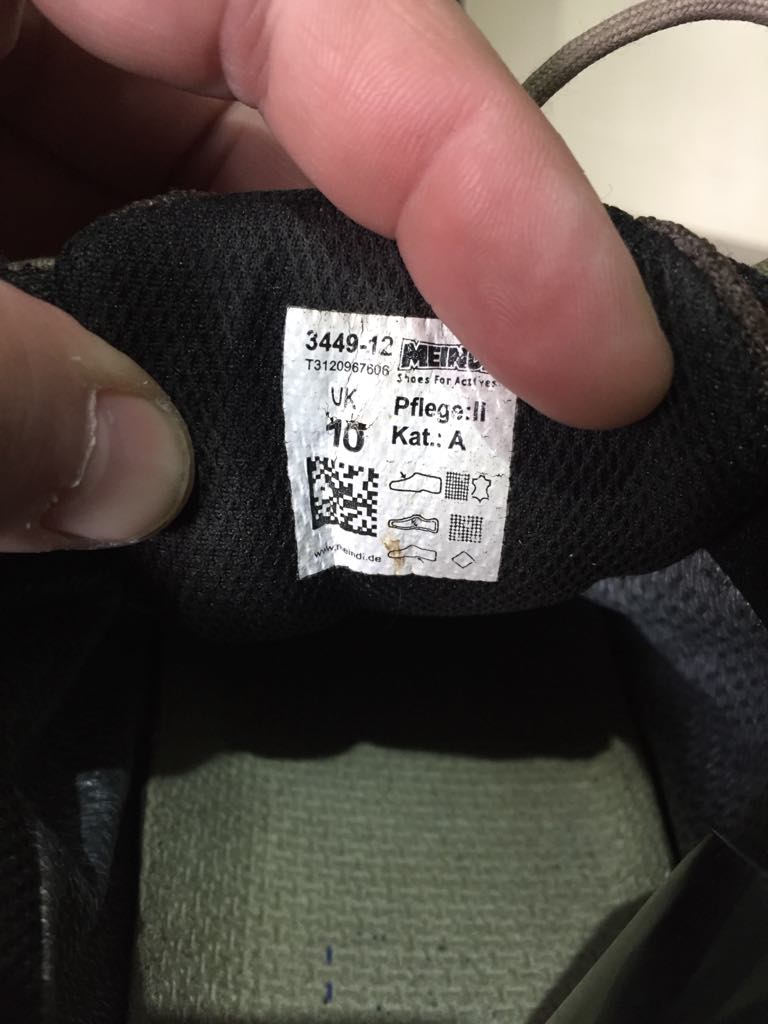 3449-12
T3120967606
Shoes For Actives
UK
10
Pflege:II
Kat.: A
www.meindl.de